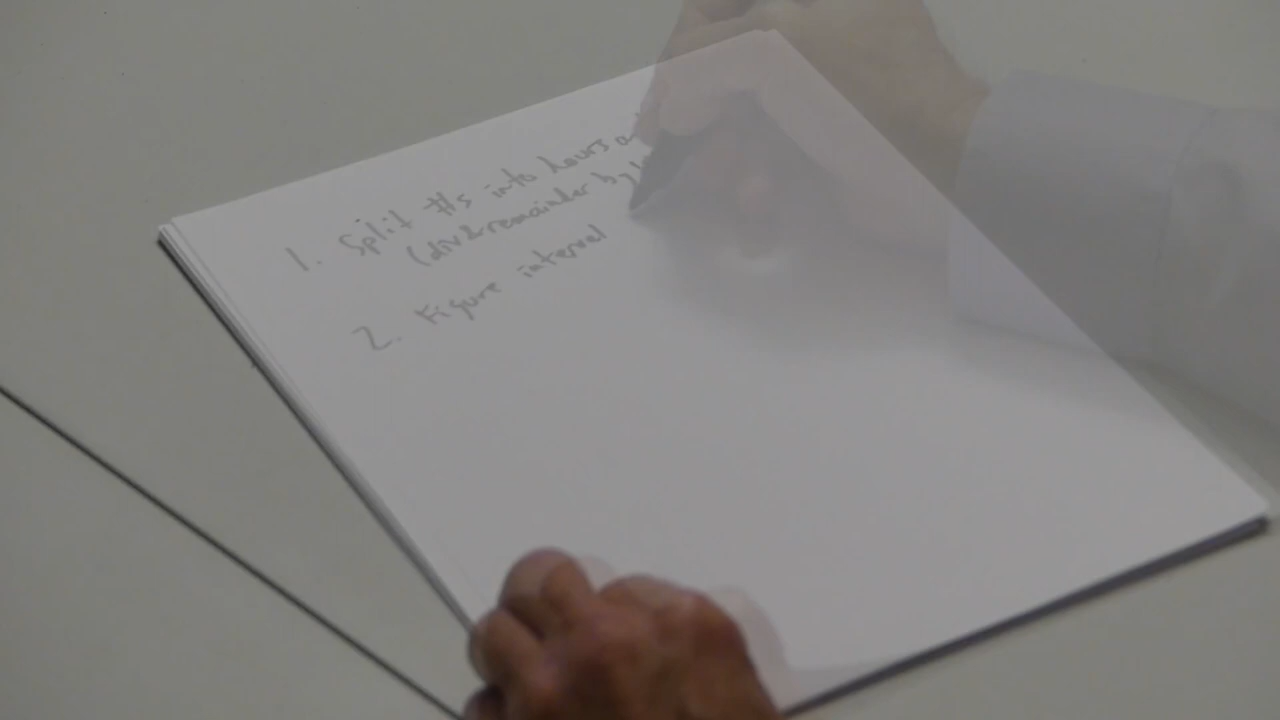 1. Split #s into hours
(div & remainder by
2. Figure interval